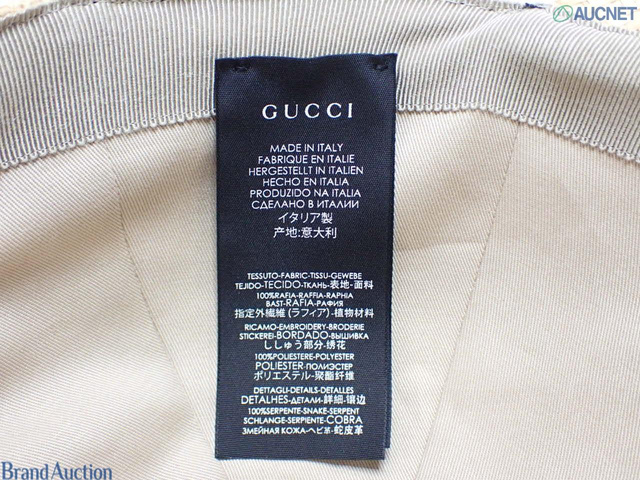 AUCNET
GUCCI
MADE IN ITALY
FABRIQUE EN ITALIE
HERGESTELLT IN ITALIEN
HECHO EN ITALIA
PRODUZIDO NA ITALIA
СДЕЛАНО В ИТАЛИИ
イタリア製
产地:意大利
TESSUTO-FABRIC-TISSU-GEWEBE
TEJIDO-TECIDO-ТКАНЬ-表地-面料
100%RAFIA-RAFFIA-RAPHIA
BAST-RAFIA-РАФИЯ
指定外繊維(ラフィア)-植物材料
RICAMO-EMBROIDERY-BRODERIE
STICKEREI-BORDADO-ВЫШИВКА
ししゅう部分-绣花
100%POLIESTERE-POLYESTER
POLIESTER-ПОЛИЭСТЕР
ポリエステル-聚酯纤维
DETTAGLI-DETAILS-DETALLES
DETALHES-ДЕТАЛИ-詳細-镶边
100%SERPENTE-SNAKE-SERPENT
SCHLANGE-SERPIENTE-COBRA
ЗМЕИНАЯ КОЖА-ヘビ革-蛇皮革
Brand Auction